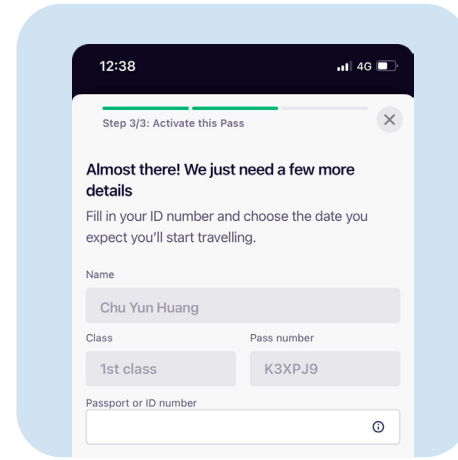 12:38
4G
Step 3/3: Activate this Pass
Almost there! We just need a few more
details
Fill in your ID number and choose the date you
expect you'll start travelling.
Name
Chu Yun Huang
Class Pass number
1st class K3XPJ9
Passport or ID number